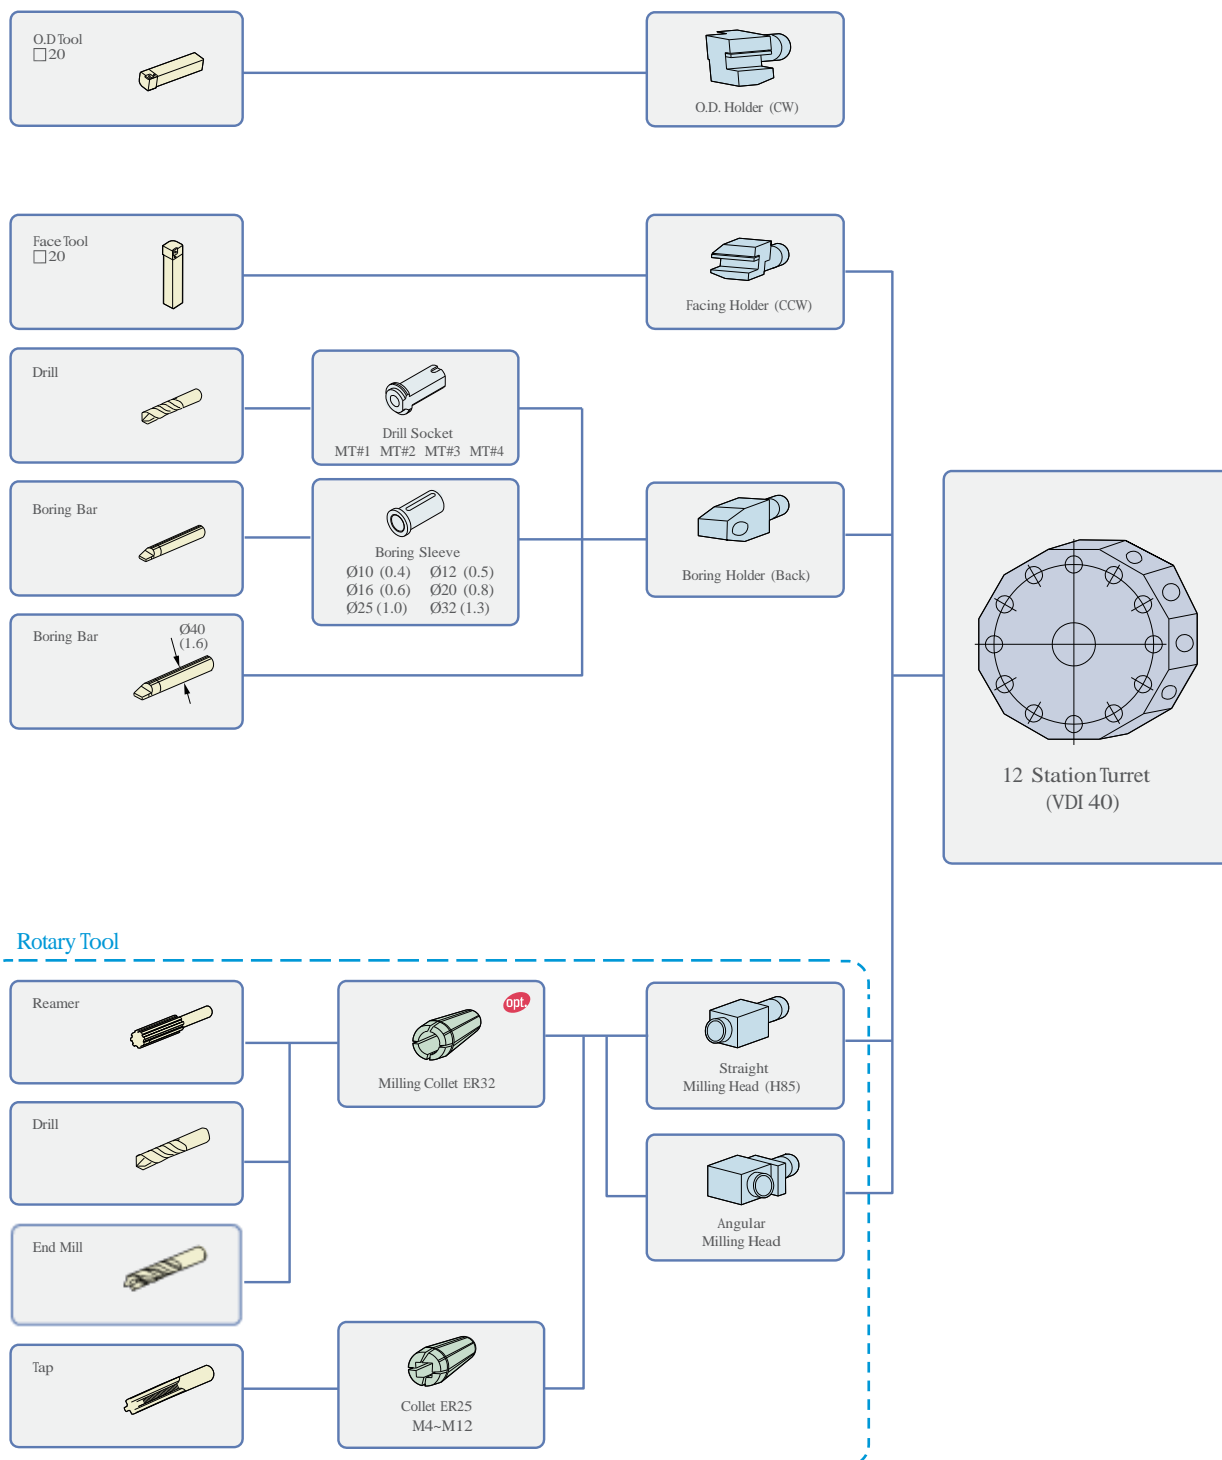 O.D Tool
□20
O.D. Holder (CW)
Face Tool
□20
Facing Holder (CCW)
Drill
Drill Socket
MT#1 MT#2 MT#3 MT#4
Boring Bar
Boring Sleeve
Ø10 (0.4) Ø12 (0.5)
Ø16 (0.6) Ø20 (0.8)
Ø25 (1.0) Ø32 (1.3)
Boring Holder (Back)
Boring Bar
Ø40
(1.6)
12 Station Turret
(VDI 40)
Rotary Tool
Reamer
opt.
Milling Collet ER32
Straight
Milling Head (H85)
Drill
Angular
Milling Head
End Mill
Tap
Collet ER25
M4~M12